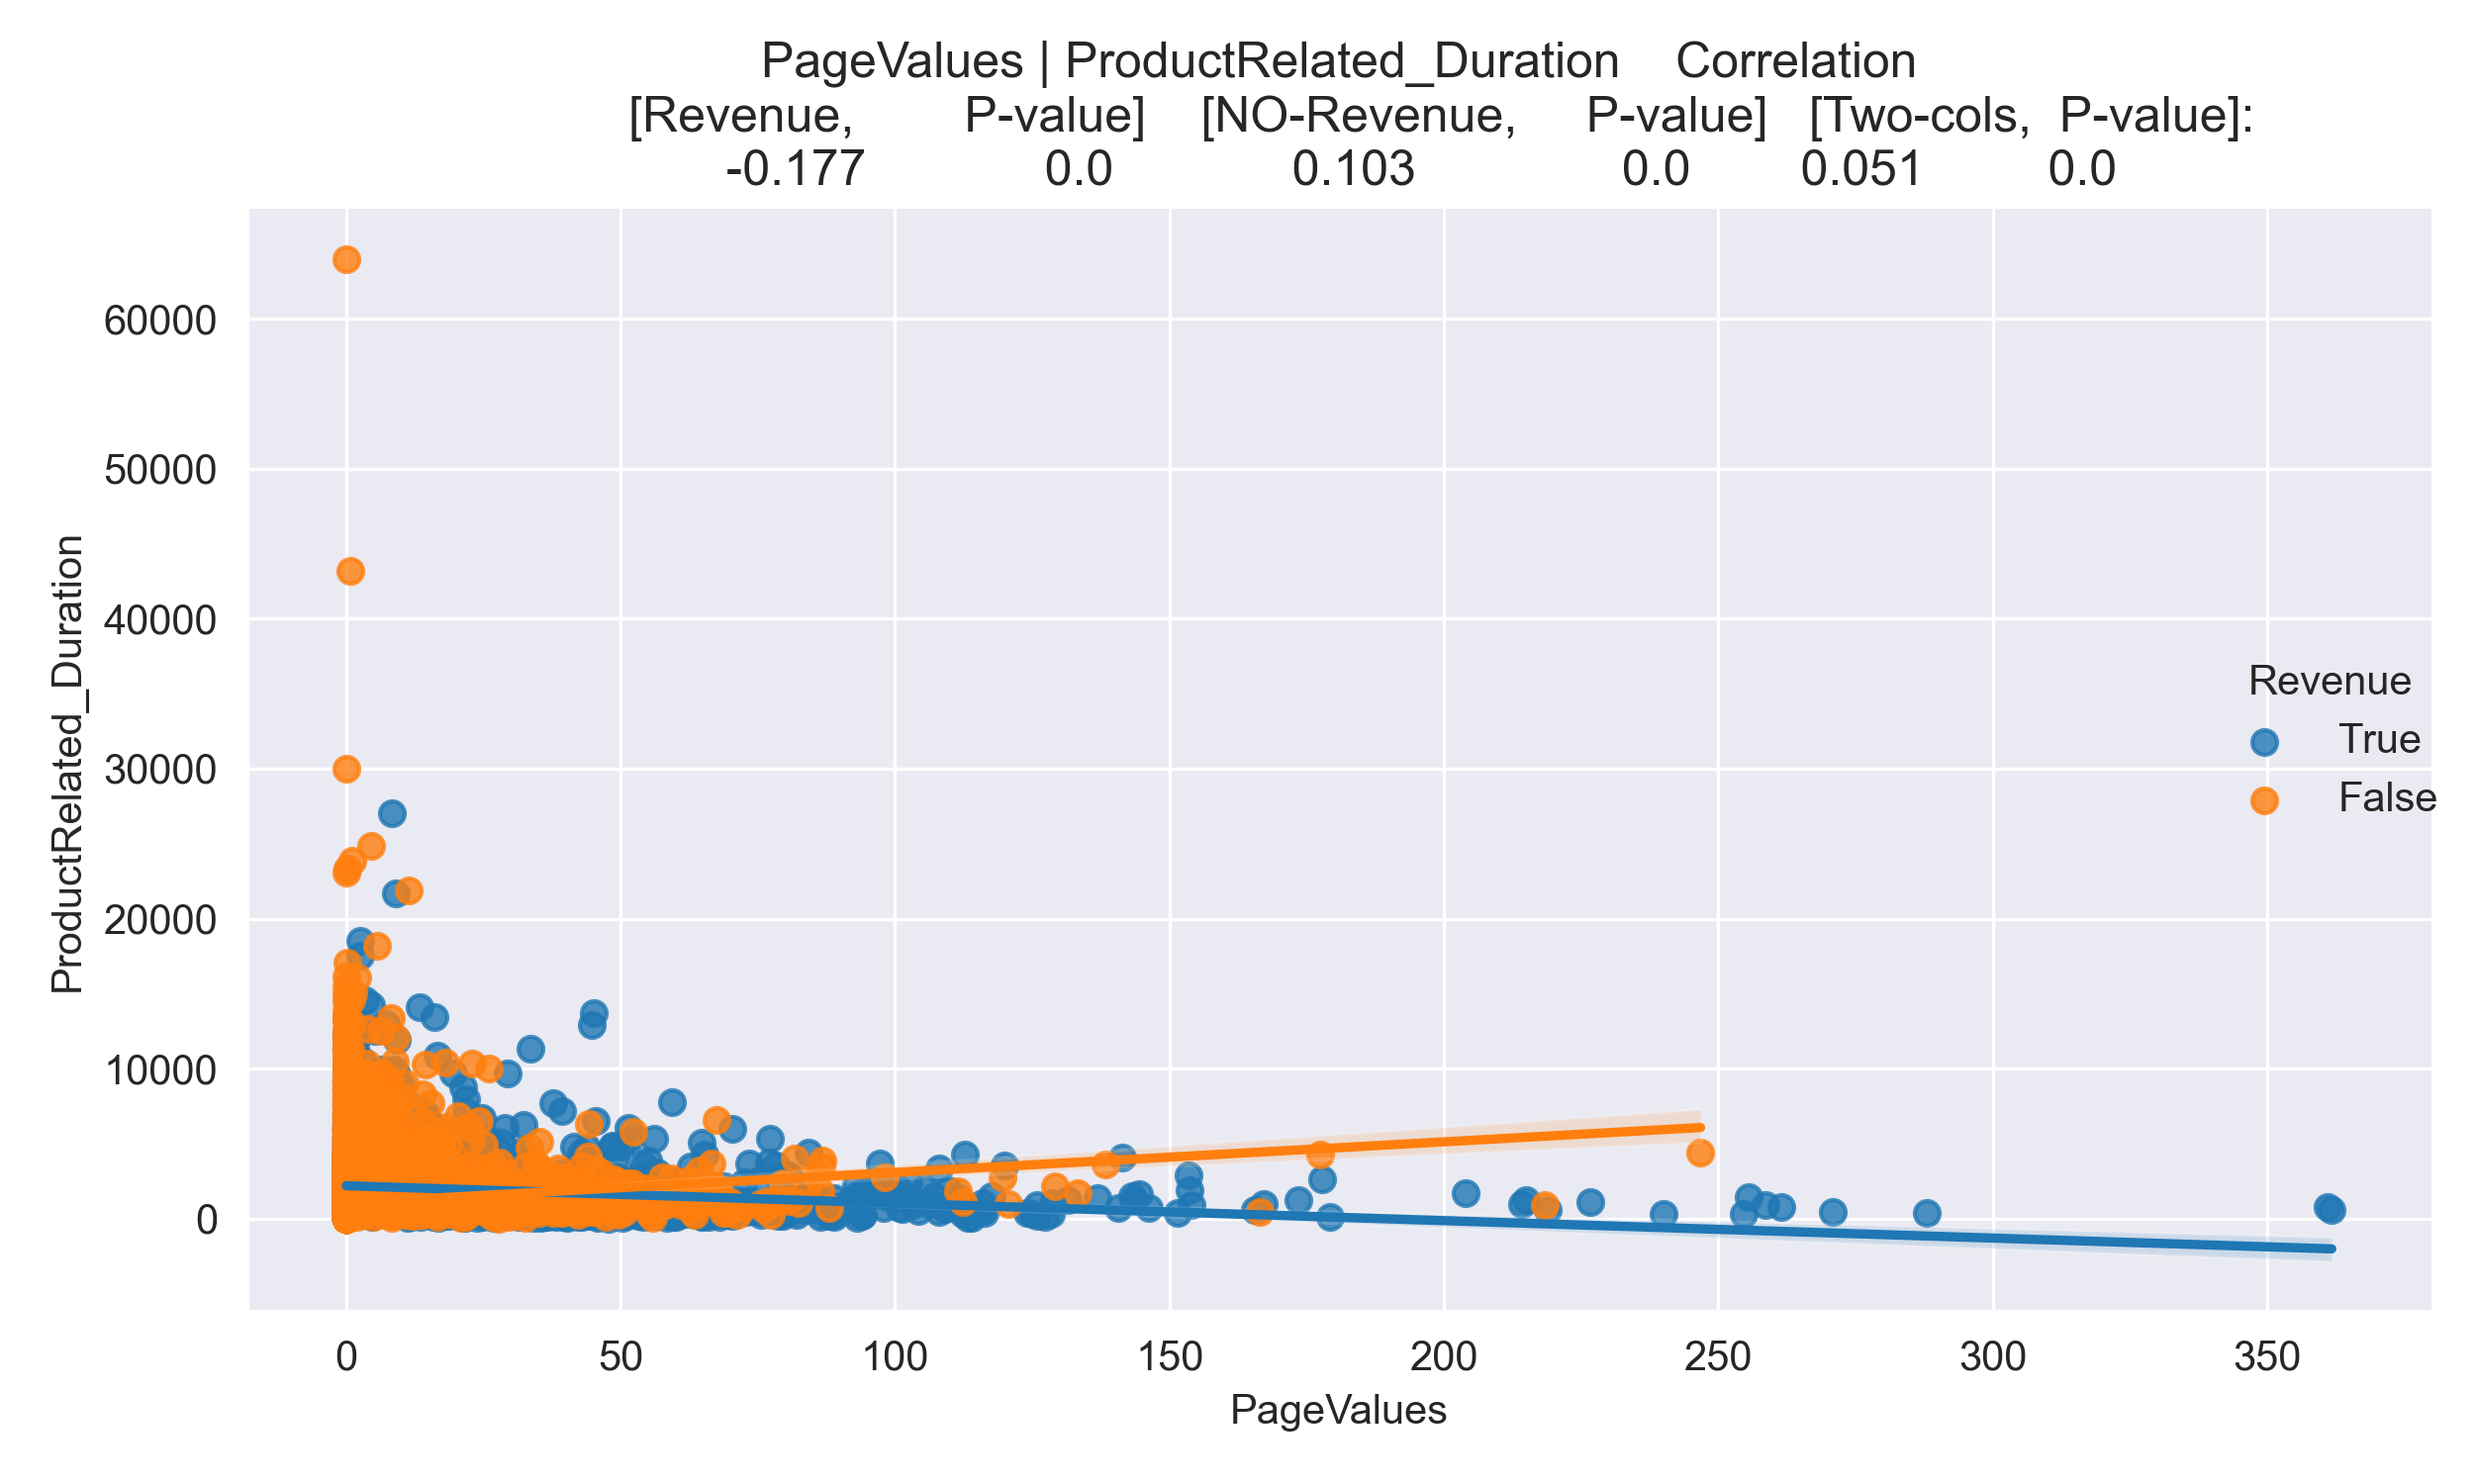 PageValues | ProductRelated_Duration Correlation
[Revenue, P-value] [NO-Revenue, P-value] [Two-cols, P-value]:
-0.177 0.0 0.103 0.0 0.051 0.0
60000
50000
40000
30000
20000
10000
0
ProductRelated_Duration
Revenue
True
False
0 50 100 150 200 250 300 350
PageValues